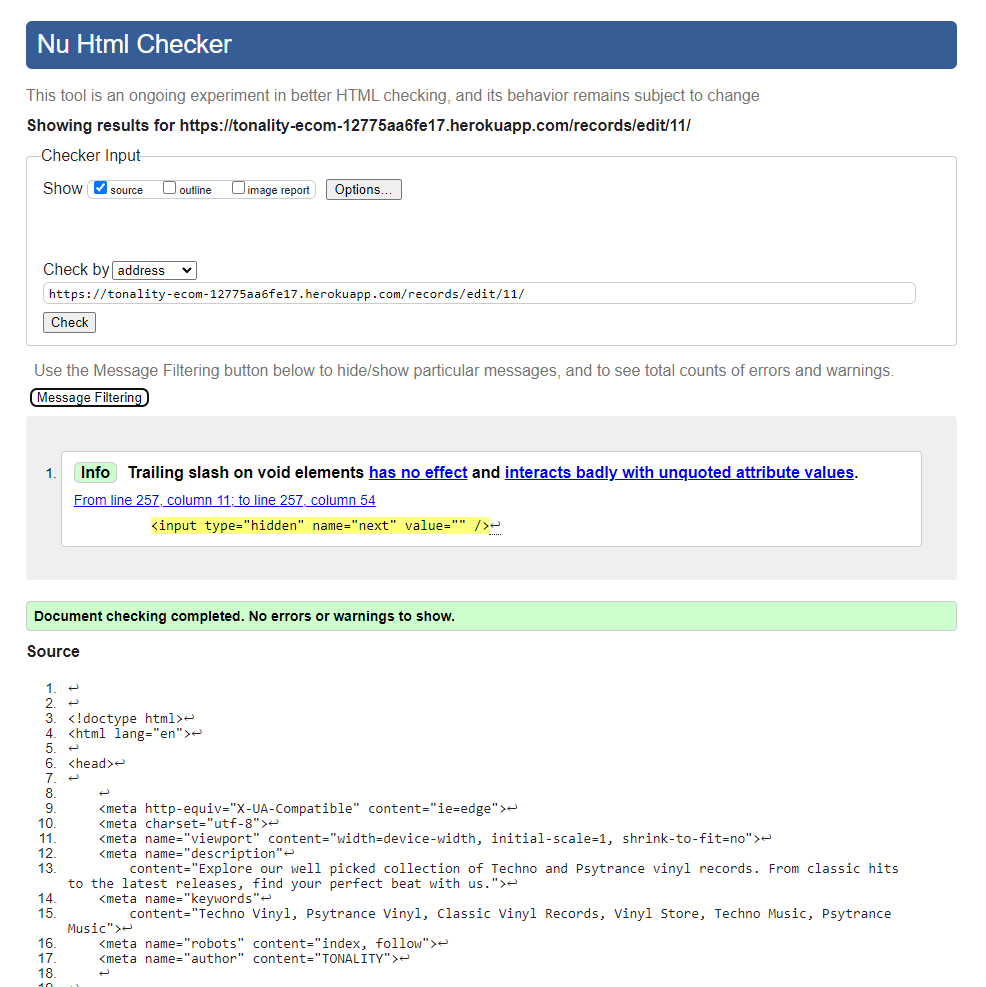 Nu Html Checker
This tool is an ongoing experiment in better HTML checking, and its behavior remains subject to change
Showing results for https://tonality-ecom-12775aa6fe17.herokuapp.com/records/edit/11/
Checker Input
Show source outline image report Options...
Check by address
https://tonality-ecom-12775aa6fe17.herokuapp.com/records/edit/11/
Check
Use the Message Filtering button below to hide/show particular messages, and to see total counts of errors and warnings.
Message Filtering
1. Info Trailing slash on void elements has no effect and interacts badly with unquoted attribute values.
From line 257, column 11; to line 257, column 54
<input type="hidden" name="next" value="" />↩
Document checking completed. No errors or warnings to show.
Source
1. ↩
2. ↩
3. <!doctype html>↩
4. <html lang="en">↩
5. ↩
6. <head>↩
7. ↩
8. ↩
9. <meta http-equiv="X-UA-Compatible" content="ie=edge">↩
10. <meta charset="utf-8">↩
11. <meta name="viewport" content="width=device-width, initial-scale=1, shrink-to-fit=no">↩
12. <meta name="description"↩
13. content="Explore our well picked collection of Techno and Psytrance vinyl records. From classic hits
to the latest releases, find your perfect beat with us.">↩
14. <meta name="keywords"↩
15. content="Techno Vinyl, Psytrance Vinyl, Classic Vinyl Records, Vinyl Store, Techno Music, Psytrance
Music">↩
16. <meta name="robots" content="index, follow">↩
17. <meta name="author" content="TONALITY">↩
18. ↩